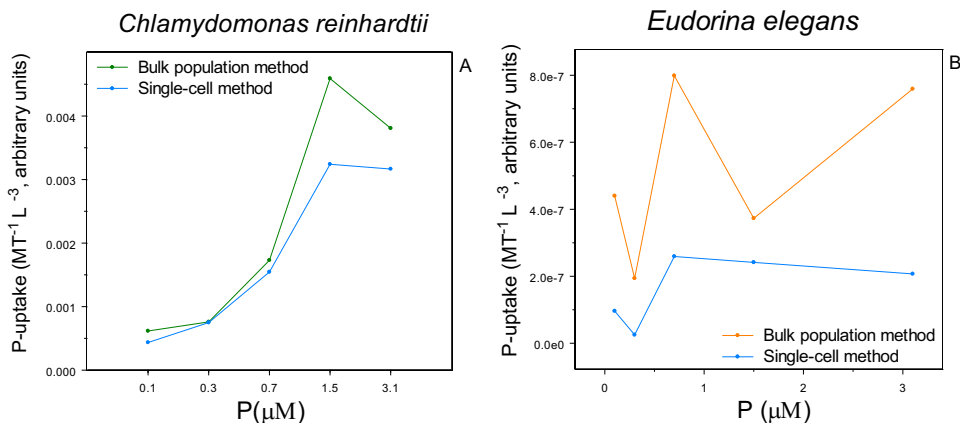 Chlamydomonas reinhardtii
Eudorina elegans
A
Bulk population method
Single-cell method
P-uptake (MT⁻¹ L ⁻³, arbitrary units)
0.004
0.003
0.002
0.001
0.000
0.1 0.3 0.7 1.5 3.1
P(μM)
B
P-uptake (MT⁻¹ L ⁻³, arbitrary units)
8.0e-7
6.0e-7
4.0e-7
2.0e-7
0.0e0
Bulk population method
Single-cell method
0 1 2 3
P (μM)